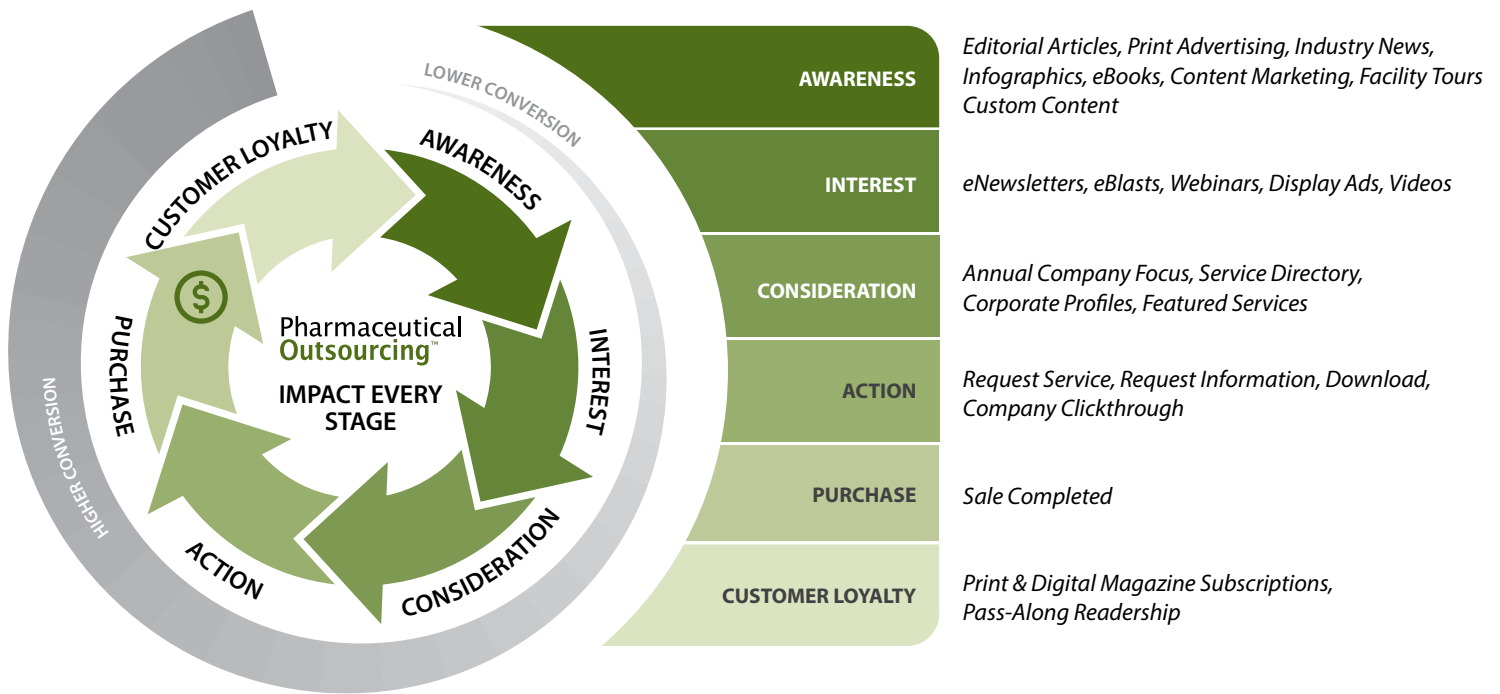 LOWER CONVERSION
HIGHER CONVERSION
CUSTOMER LOYALTY
AWARENESS
INTEREST
CONSIDERATION
ACTION
PURCHASE
$
Pharmaceutical
Outsourcing™
IMPACT EVERY
STAGE
AWARENESS
Editorial Articles, Print Advertising, Industry News,
Infographics, eBooks, Content Marketing, Facility Tours
Custom Content
INTEREST
eNewsletters, eBlasts, Webinars, Display Ads, Videos
CONSIDERATION
Annual Company Focus, Service Directory,
Corporate Profiles, Featured Services
ACTION
Request Service, Request Information, Download,
Company Clickthrough
PURCHASE
Sale Completed
CUSTOMER LOYALTY
Print & Digital Magazine Subscriptions,
Pass-Along Readership